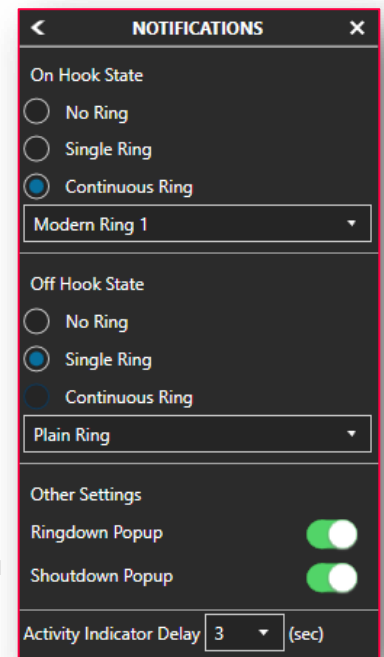 NOTIFICATIONS
On Hook State
No Ring
Single Ring
Continuous Ring
Modern Ring 1
Off Hook State
No Ring
Single Ring
Continuous Ring
Plain Ring
Other Settings
Ringdown Popup
Shoutdown Popup
Activity Indicator Delay 3 (sec)